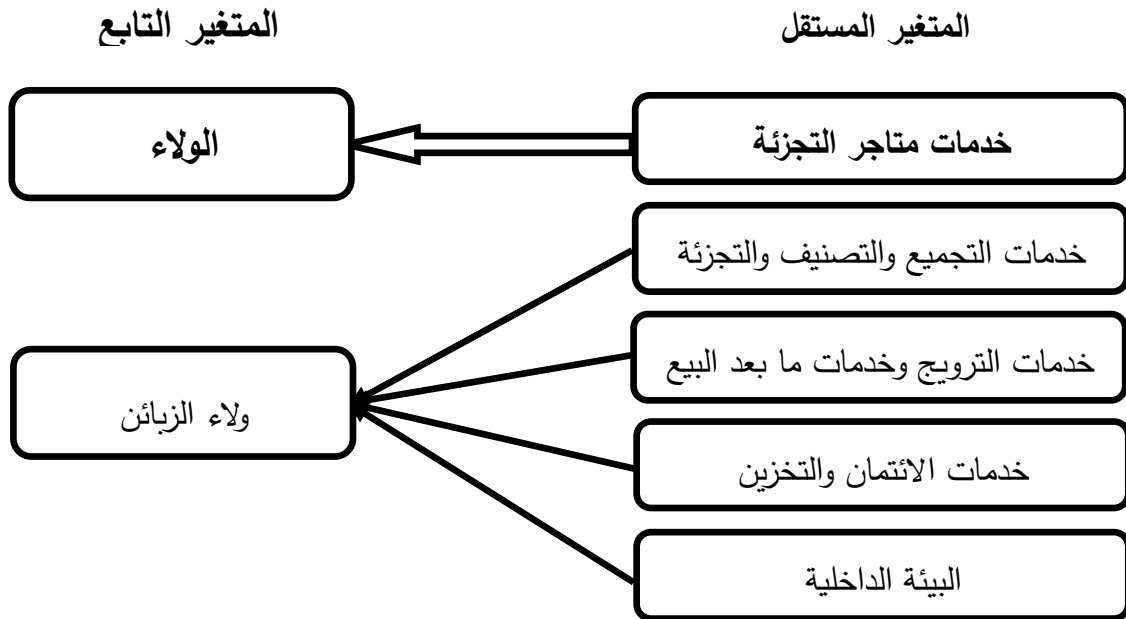 المتغير المستقل
المتغير التابع
خدمات متاجر التجزئة
الولاء
خدمات التجميع والتصنيف والتجزئة
خدمات الترويج وخدمات ما بعد البيع
ولاء الزبائن
خدمات الائتمان والتخزين
البيئة الداخلية